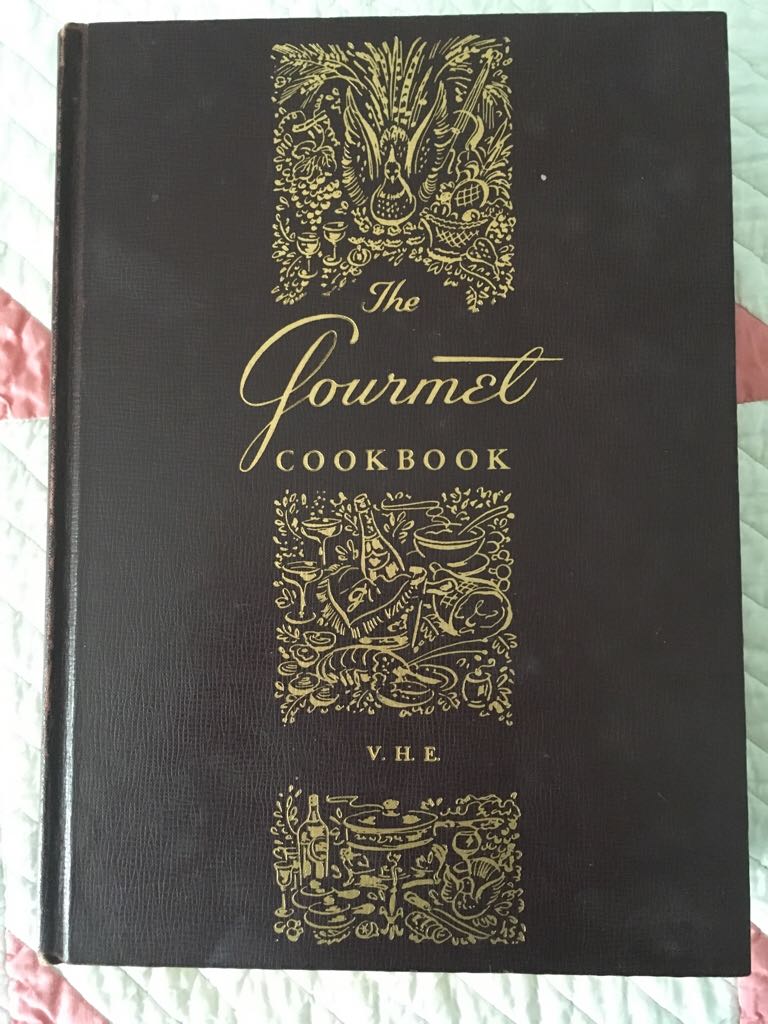 The
Gourmet
COOKBOOK
V. H. E.